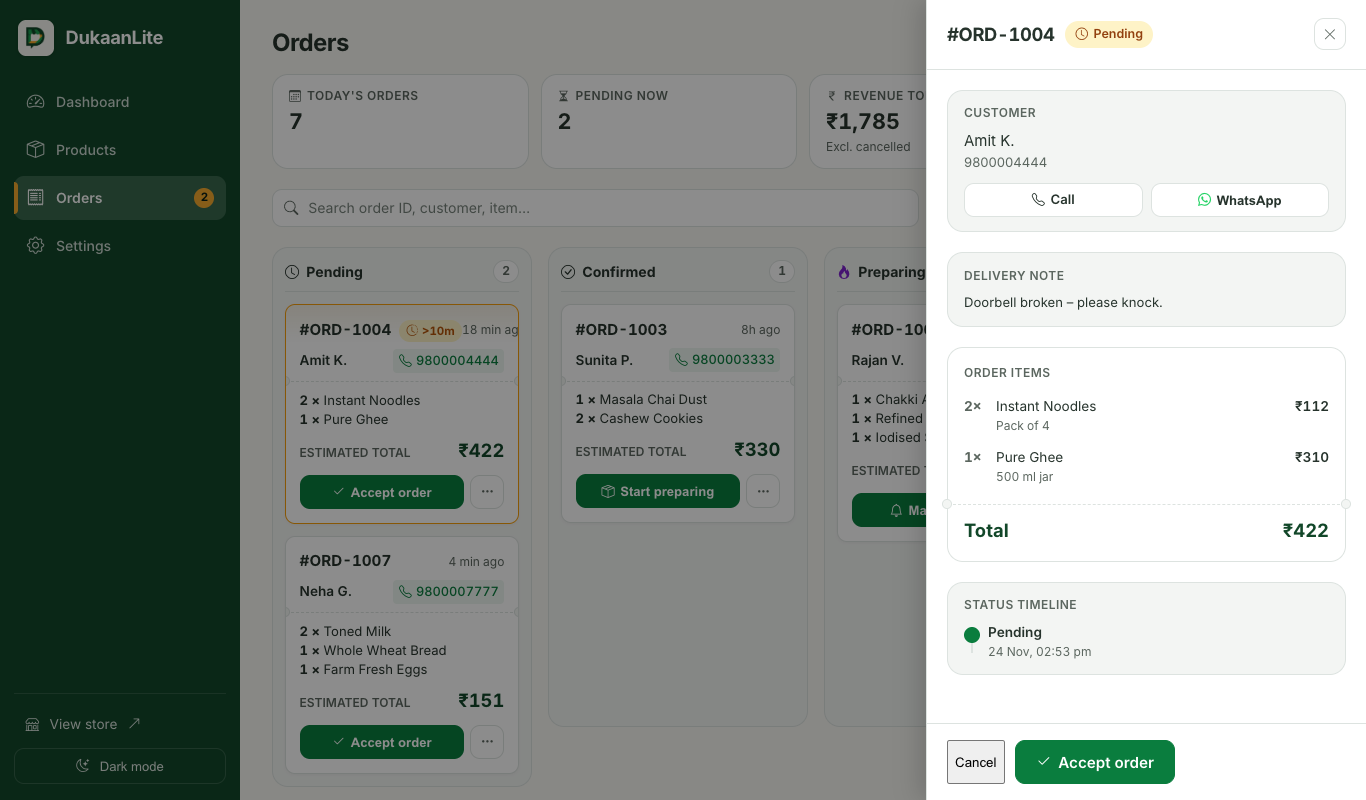 DukaanLite
Dashboard
Products
Orders 2
Settings
View store
Dark mode
Orders
TODAY'S ORDERS
7
PENDING NOW
2
REVENUE TO
₹1,785
Excl. cancelled
Search order ID, customer, item...
Pending 2
#ORD-1004 >10m 18 min ag
Amit K. 9800004444
2 × Instant Noodles
1 × Pure Ghee
ESTIMATED TOTAL ₹422
Accept order
#ORD-1007 4 min ago
Neha G. 9800007777
2 × Toned Milk
1 × Whole Wheat Bread
1 × Farm Fresh Eggs
ESTIMATED TOTAL ₹151
Accept order
Confirmed 1
#ORD-1003 8h ago
Sunita P. 9800003333
1 × Masala Chai Dust
2 × Cashew Cookies
ESTIMATED TOTAL ₹330
Start preparing
Preparing
#ORD-100
Rajan V.
1 × Chakki A
1 × Refined
1 × Iodised
ESTIMATED T
Ma
#ORD-1004 Pending
CUSTOMER
Amit K.
9800004444
Call WhatsApp
DELIVERY NOTE
Doorbell broken – please knock.
ORDER ITEMS
2× Instant Noodles ₹112
Pack of 4
1× Pure Ghee ₹310
500 ml jar
Total ₹422
STATUS TIMELINE
Pending
24 Nov, 02:53 pm
Cancel Accept order